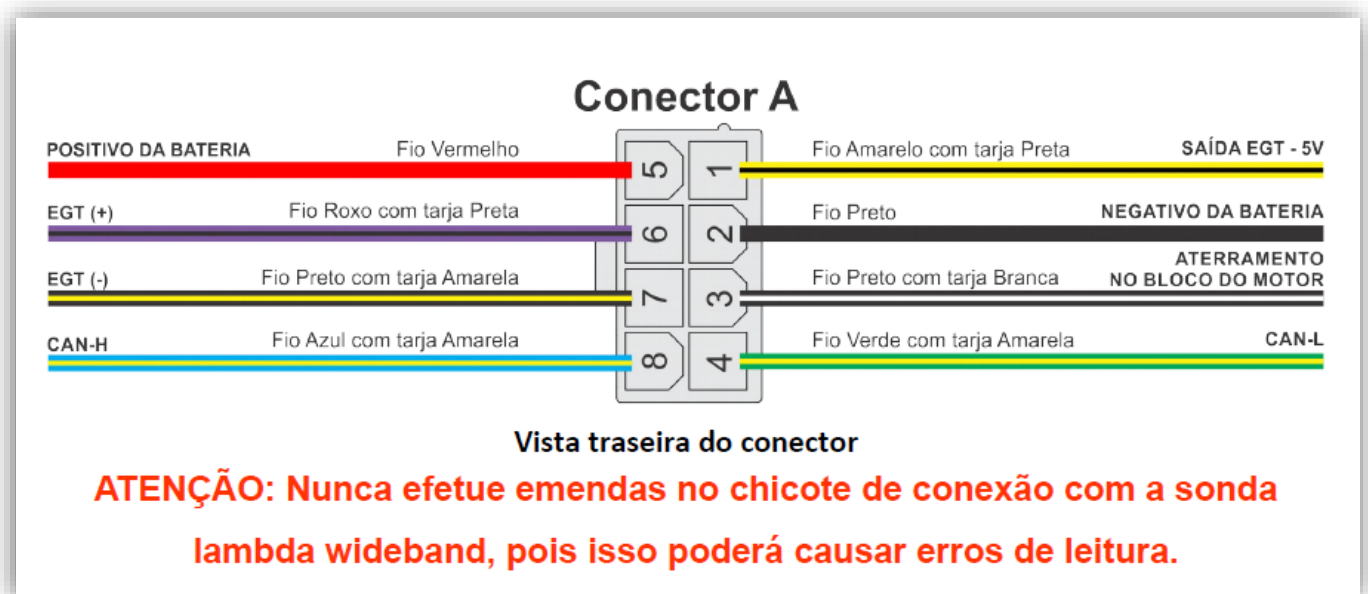 Conector A
POSITIVO DA BATERIA Fio Vermelho 5 1 Fio Amarelo com tarja Preta SAÍDA EGT - 5V
EGT (+) Fio Roxo com tarja Preta 6 2 Fio Preto NEGATIVO DA BATERIA
EGT (-) Fio Preto com tarja Amarela 7 3 Fio Preto com tarja Branca ATERRAMENTO
NO BLOCO DO MOTOR
CAN-H Fio Azul com tarja Amarela 8 4 Fio Verde com tarja Amarela CAN-L
Vista traseira do conector
ATENÇÃO: Nunca efetue emendas no chicote de conexão com a sonda
lambda wideband, pois isso poderá causar erros de leitura.